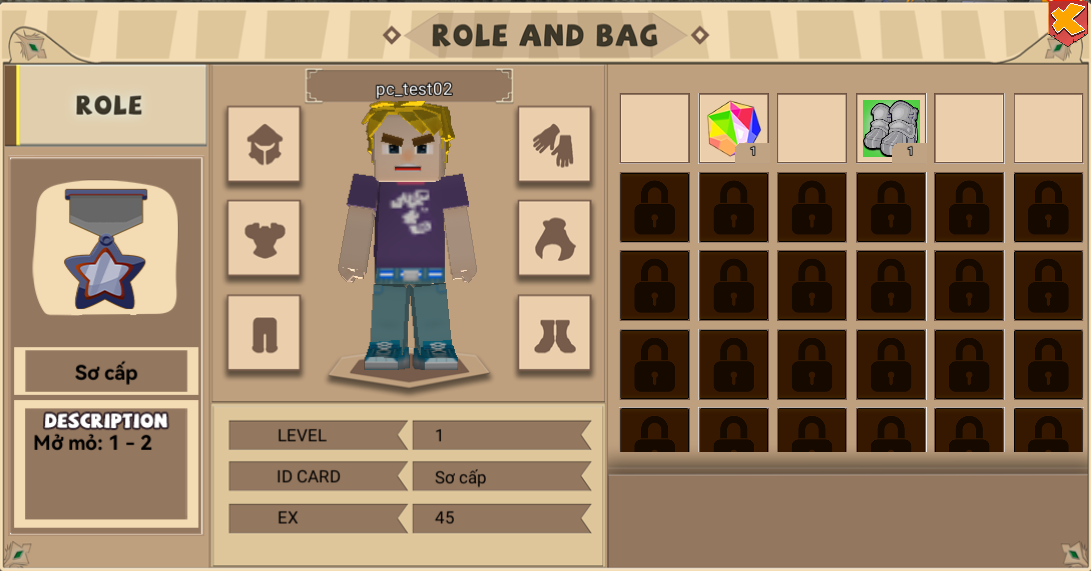 ROLE AND BAG
ROLE
pc_test02
1
1
Sơ cấp
DESCRIPTION
Mở mỏ: 1 - 2
LEVEL 1
ID CARD Sơ cấp
EX 45